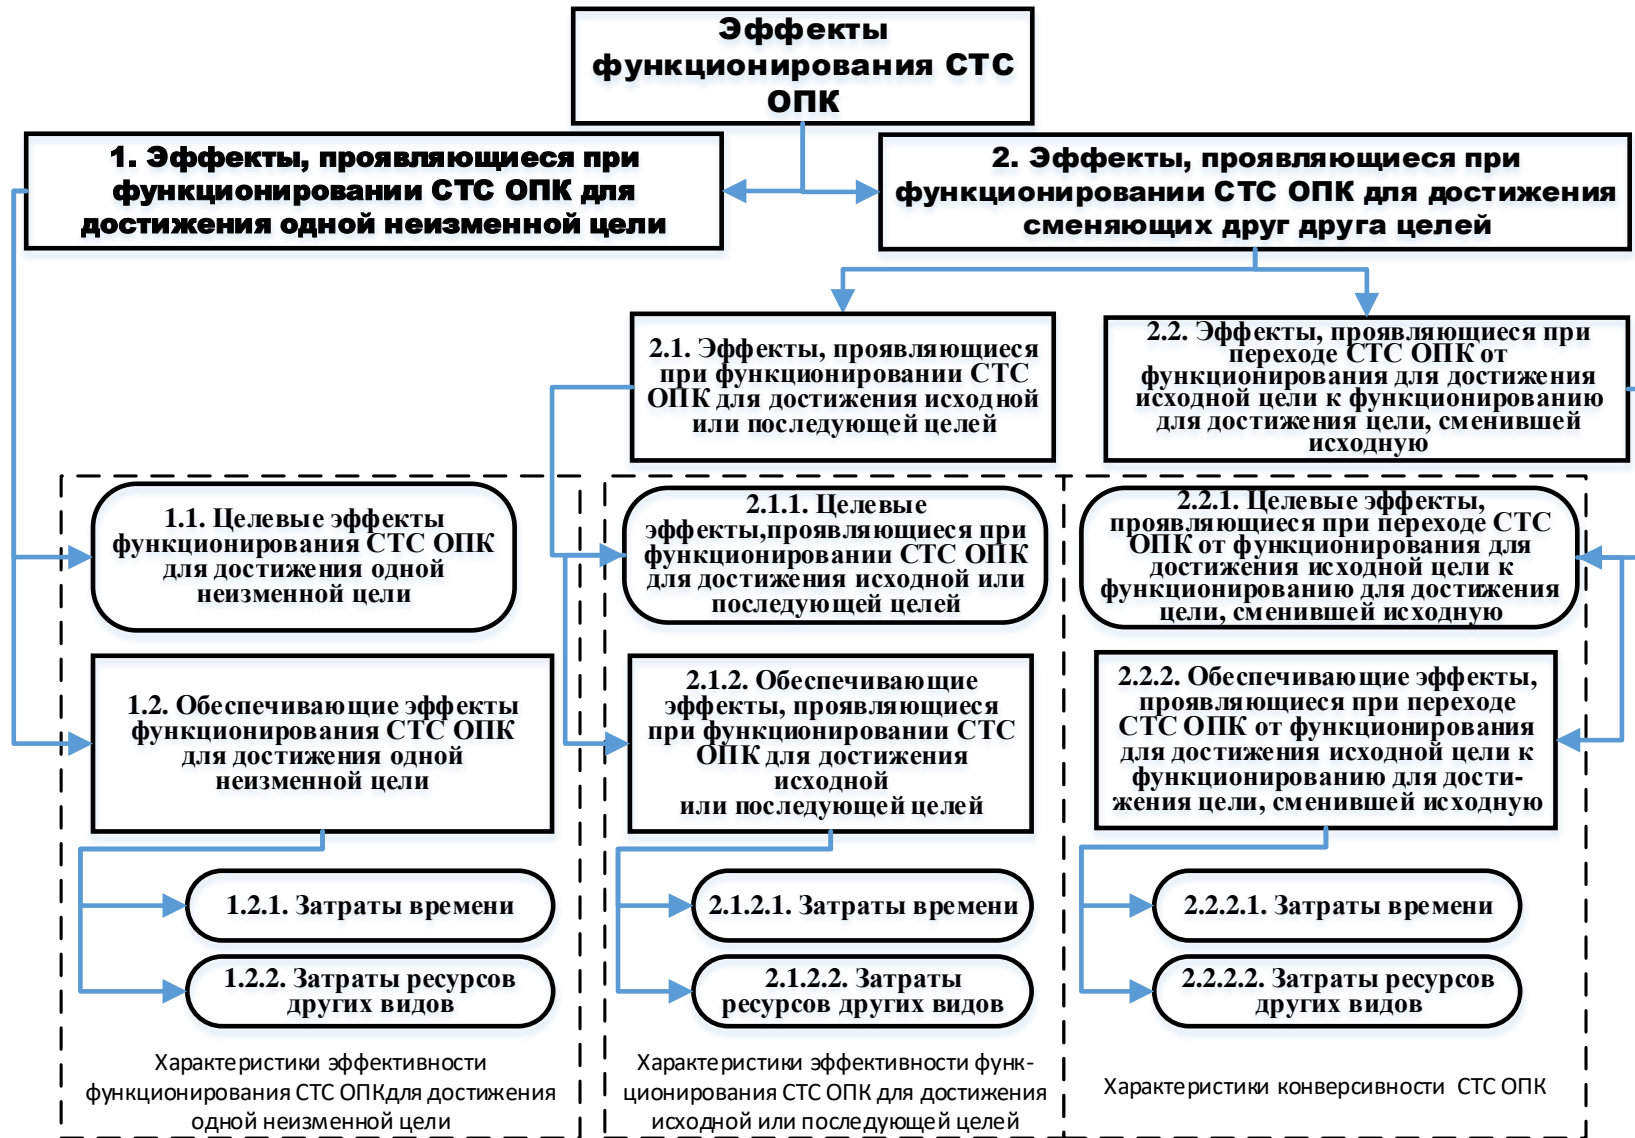 Эффекты
функционирования СТС
ОПК
1. Эффекты, проявляющиеся при
функционировании СТС ОПК для
достижения одной неизменной цели
2. Эффекты, проявляющиеся при
функционировании СТС ОПК для достижения
сменяющих друг друга целей
2.1. Эффекты, проявляющиеся
при функционировании СТС
ОПК для достижения исходной
или последующей целей
2.2. Эффекты, проявляющиеся при
переходе СТС ОПК от
функционирования для достижения
исходной цели к функционированию
для достижения цели, сменившей
исходную
1.1. Целевые эффекты
функционирования СТС ОПК
для достижения одной
неизменной цели
2.1.1. Целевые
эффекты,проявляющиеся при
функционировании СТС ОПК
для достижения исходной или
последующей целей
2.2.1. Целевые эффекты,
проявляющиеся при переходе СТС
ОПК от функционирования для
достижения исходной цели к
функционированию для достижения
цели, сменившей исходную
1.2. Обеспечивающие эффекты
функционирования СТС ОПК
для достижения одной
неизменной цели
2.1.2. Обеспечивающие
эффекты, проявляющиеся
при функционировании СТС
ОПК для достижения
исходной
или последующей целей
2.2.2. Обеспечивающие эффекты,
проявляющиеся при переходе
СТС ОПК от функционирования
для достижения исходной цели к
функционированию для дости-
жения цели, сменившей исходную
1.2.1. Затраты времени
2.1.2.1. Затраты времени
2.2.2.1. Затраты времени
1.2.2. Затраты ресурсов
других видов
2.1.2.2. Затраты
ресурсов других видов
2.2.2.2. Затраты ресурсов
других видов
Характеристики эффективности
функционирования СТС ОПКдля достижения
одной неизменной цели
Характеристики эффективности функ-
ционирования СТС ОПК для достижения
исходной или последующей целей
Характеристики конверсивности СТС ОПК